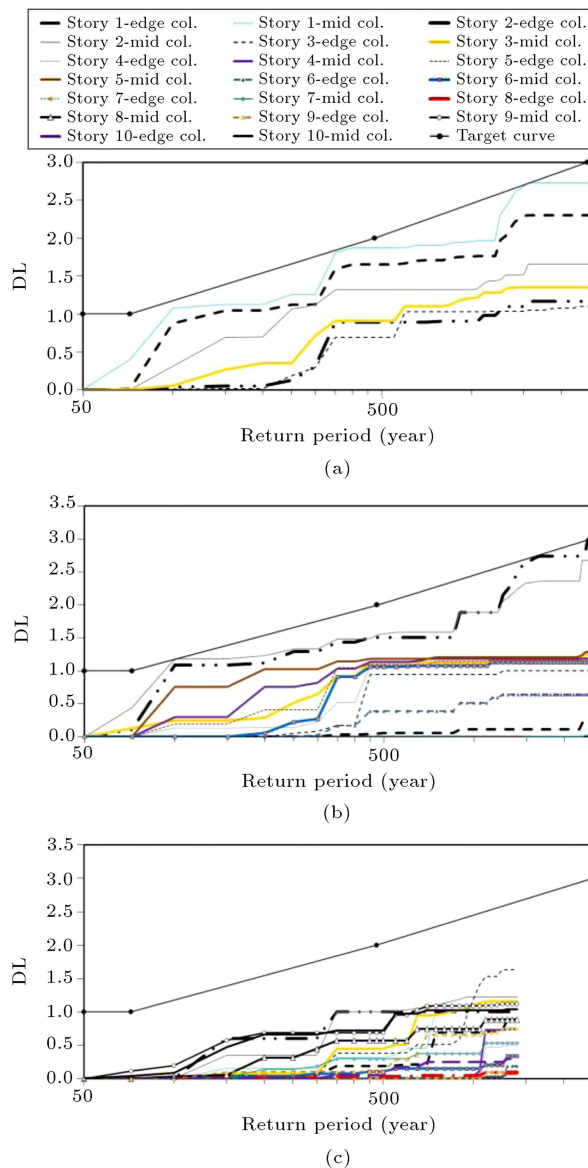 Story 1-edge col. Story 1-mid col. Story 2-edge col.
Story 2-mid col. Story 3-edge col. Story 3-mid col.
Story 4-edge col. Story 4-mid col. Story 5-edge col.
Story 5-mid col. Story 6-edge col. Story 6-mid col.
Story 7-edge col. Story 7-mid col. Story 8-edge col.
Story 8-mid col. Story 9-edge col. Story 9-mid col.
Story 10-edge col. Story 10-mid col. Target curve
3.0
2.5
2.0
1.5
1.0
0.5
0.0
DL
50 500
Return period (year)
(a)
3.5
3.0
2.5
2.0
1.5
1.0
0.5
0.0
DL
50 500
Return period (year)
(b)
3.5
3.0
2.5
2.0
1.5
1.0
0.5
0.0
DL
50 500
Return period (year)
(c)